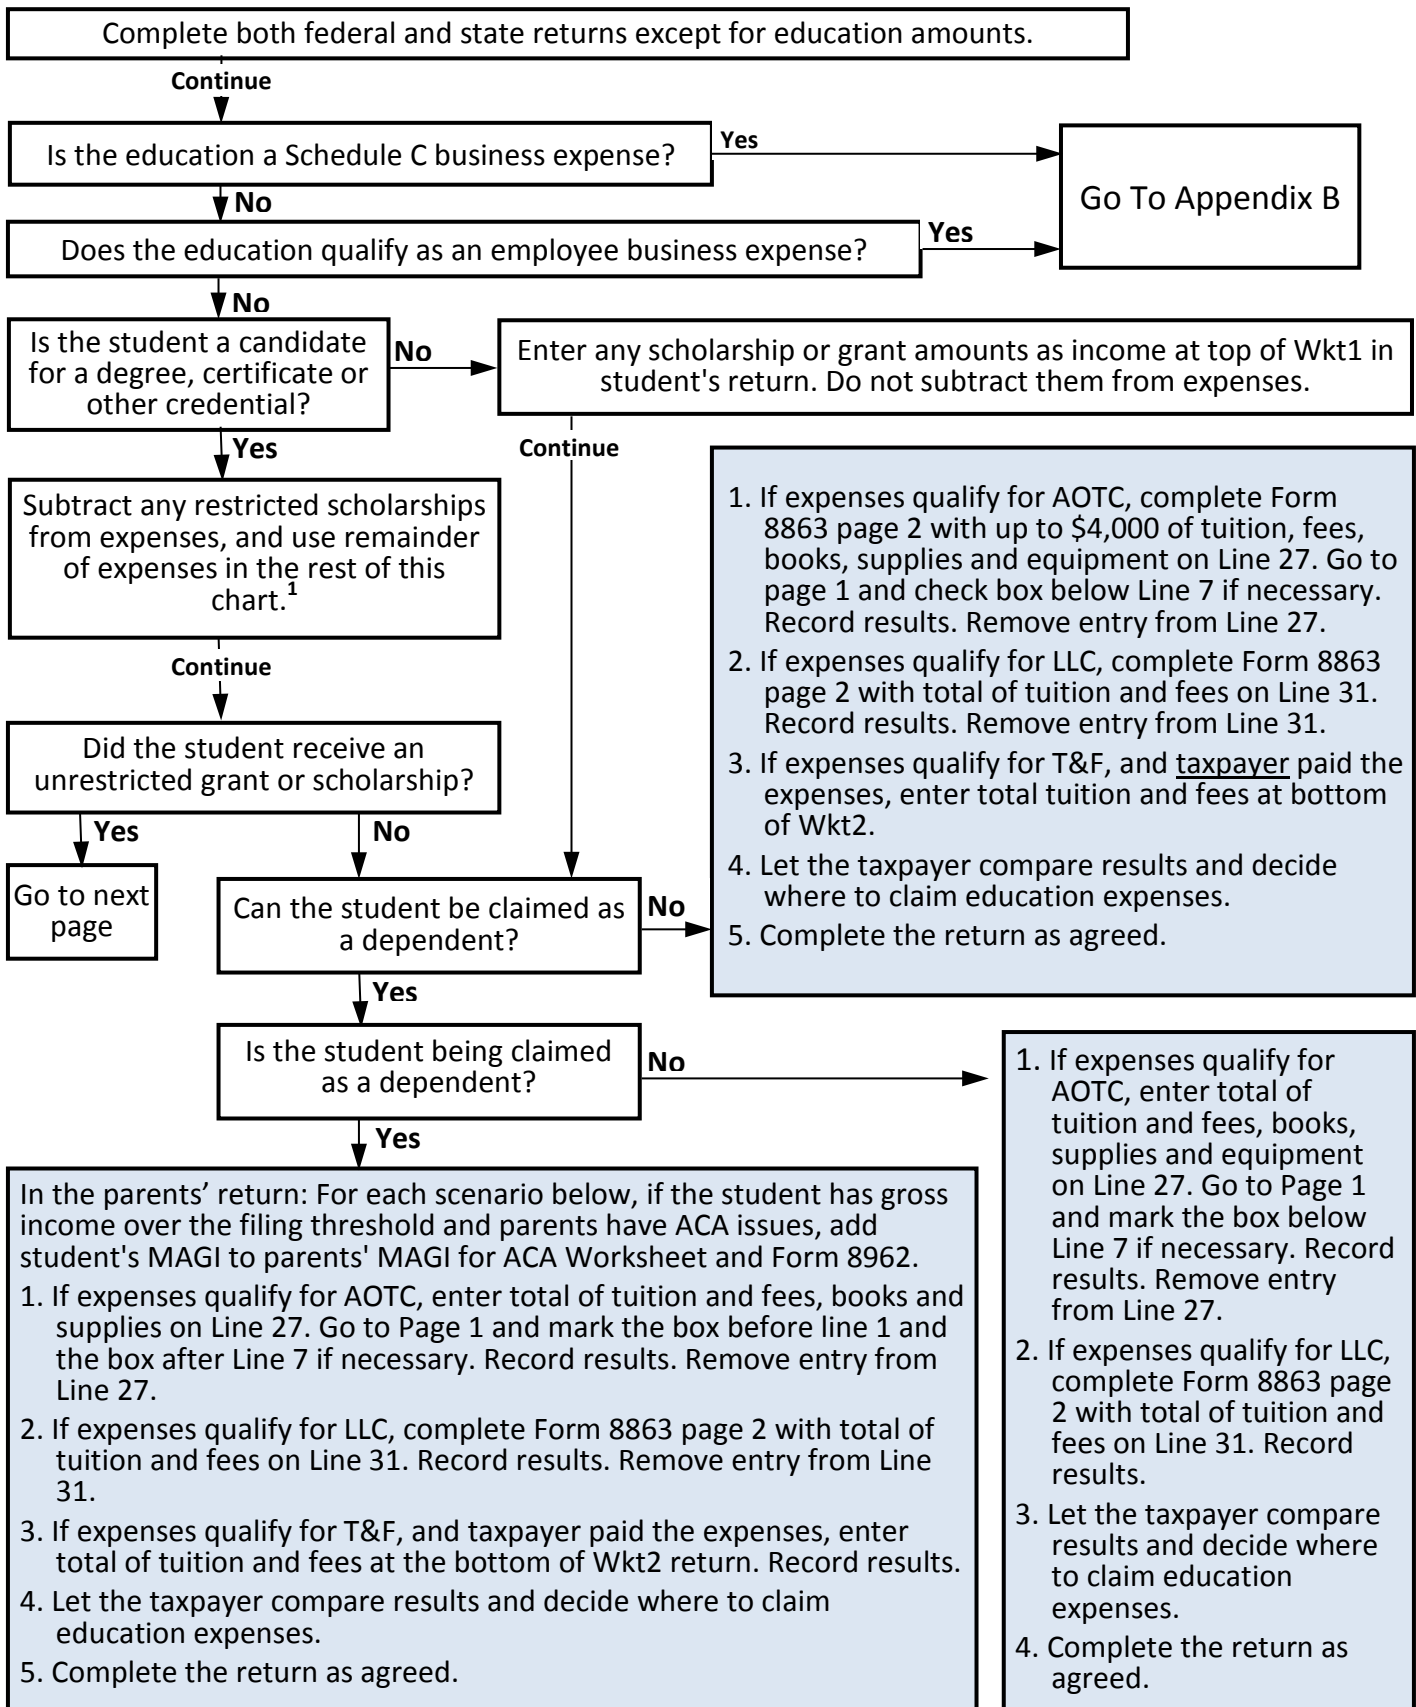 Complete both federal and state returns except for education amounts.
Continue
Is the education a Schedule C business expense?
Yes
Go To Appendix B
No
Does the education qualify as an employee business expense?
Yes
No
Is the student a candidate
for a degree, certificate or
other credential?
No
Enter any scholarship or grant amounts as income at top of Wkt1 in
student's return. Do not subtract them from expenses.
Yes
Continue
Subtract any restricted scholarships
from expenses, and use remainder
of expenses in the rest of this
chart.1
Continue
Did the student receive an
unrestricted grant or scholarship?
Yes
No
Go to next
page
Can the student be claimed as
a dependent?
No
1. If expenses qualify for AOTC, complete Form
8863 page 2 with up to $4,000 of tuition, fees,
books, supplies and equipment on Line 27. Go to
page 1 and check box below Line 7 if necessary.
Record results. Remove entry from Line 27.
2. If expenses qualify for LLC, complete Form 8863
page 2 with total of tuition and fees on Line 31.
Record results. Remove entry from Line 31.
3. If expenses qualify for T&F, and taxpayer paid the
expenses, enter total tuition and fees at bottom
of Wkt2.
4. Let the taxpayer compare results and decide
where to claim education expenses.
5. Complete the return as agreed.
Yes
Is the student being claimed
as a dependent?
No
1. If expenses qualify for
AOTC, enter total of
tuition and fees, books,
supplies and equipment
on Line 27. Go to Page 1
and mark the box below
Line 7 if necessary. Record
results. Remove entry
from Line 27.
2. If expenses qualify for LLC,
complete Form 8863 page
2 with total of tuition and
fees on Line 31. Record
results.
3. Let the taxpayer compare
results and decide where
to claim education
expenses.
4. Complete the return as
agreed.
Yes
In the parents’ return: For each scenario below, if the student has gross
income over the filing threshold and parents have ACA issues, add
student's MAGI to parents' MAGI for ACA Worksheet and Form 8962.
1. If expenses qualify for AOTC, enter total of tuition and fees, books and
supplies on Line 27. Go to Page 1 and mark the box before line 1 and
the box after Line 7 if necessary. Record results. Remove entry from
Line 27.
2. If expenses qualify for LLC, complete Form 8863 page 2 with total of
tuition and fees on Line 31. Record results. Remove entry from Line
31.
3. If expenses qualify for T&F, and taxpayer paid the expenses, enter
total of tuition and fees at the bottom of Wkt2 return. Record results.
4. Let the taxpayer compare results and decide where to claim
education expenses.
5. Complete the return as agreed.